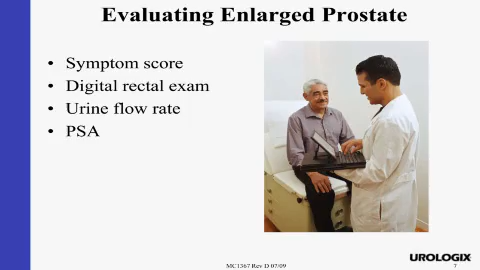 Evaluating Enlarged Prostate
• Symptom score
• Digital rectal exam
• Urine flow rate
• PSA
MC1367 Rev D 07/09
UROLOGIX
7